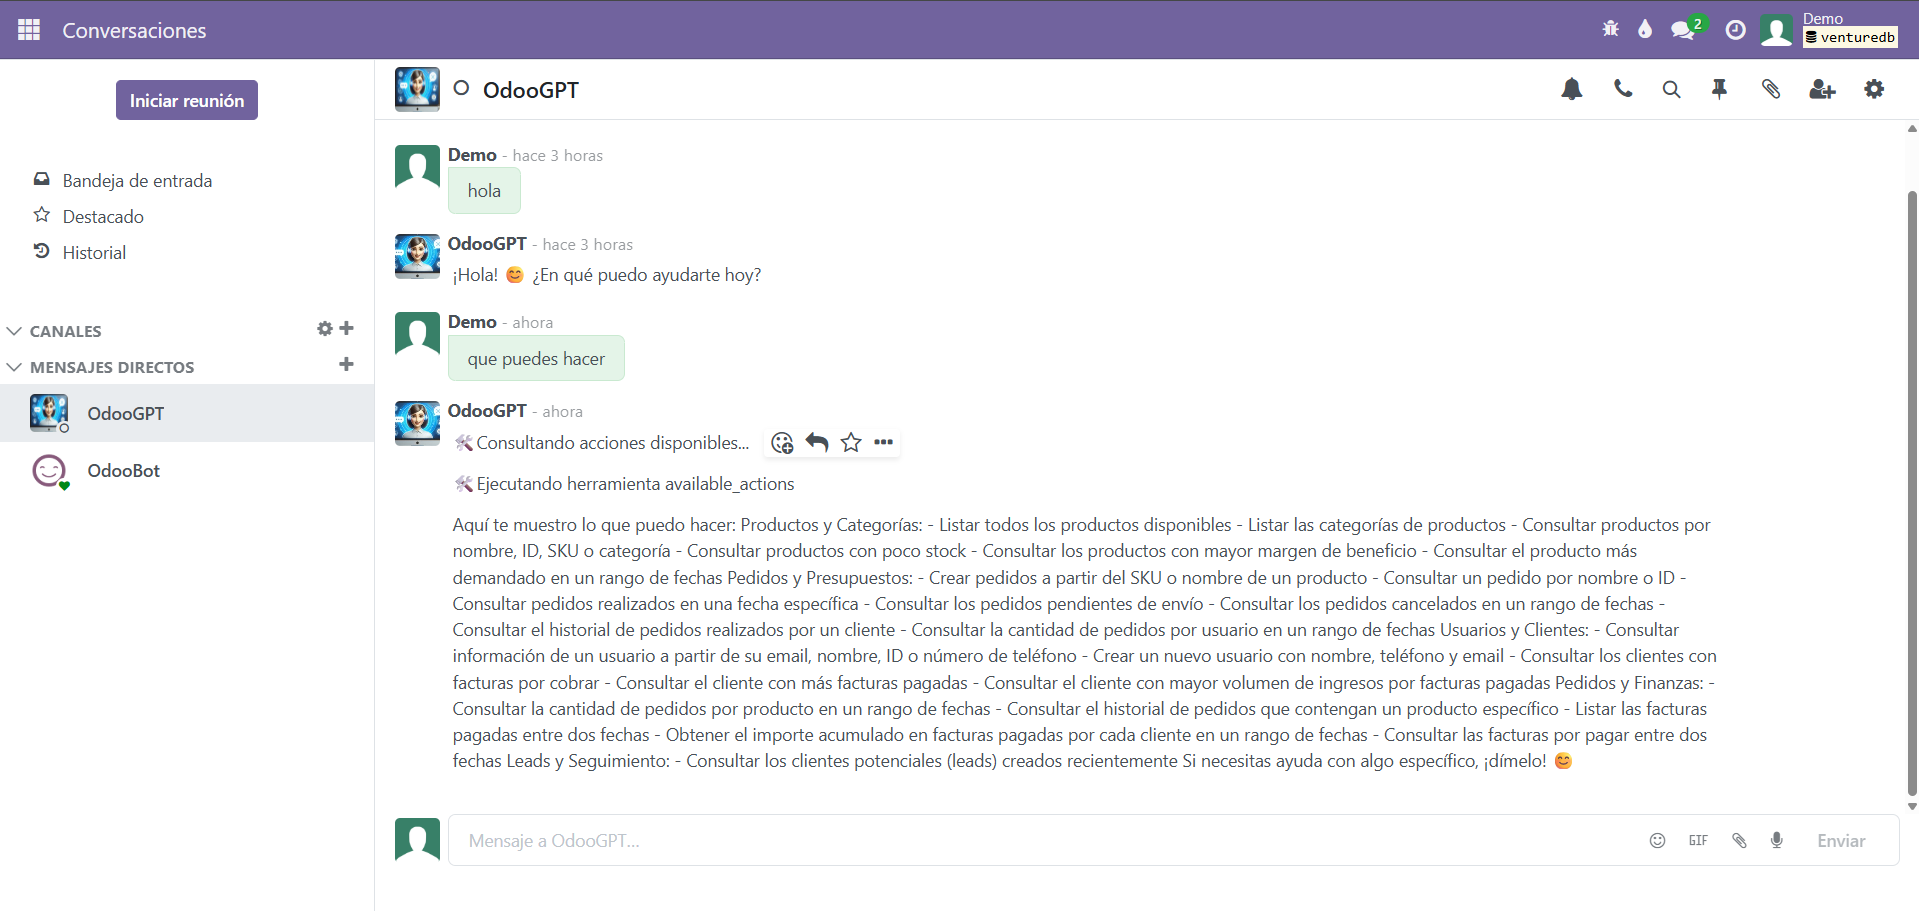 Conversaciones
2
Demo
venturedb
Iniciar reunión
Bandeja de entrada
Destacado
Historial
CANALES
MENSAJES DIRECTOS
OdooGPT
OdooBot
OdooGPT
Demo - hace 3 horas
hola
OdooGPT - hace 3 horas
¡Hola! 😊 ¿En qué puedo ayudarte hoy?
Demo - ahora
que puedes hacer
OdooGPT - ahora
🛠️Consultando acciones disponibles...
🛠️Ejecutando herramienta available_actions
Aquí te muestro lo que puedo hacer: Productos y Categorías: - Listar todos los productos disponibles - Listar las categorías de productos - Consultar productos por
nombre, ID, SKU o categoría - Consultar productos con poco stock - Consultar los productos con mayor margen de beneficio - Consultar el producto más
demandado en un rango de fechas Pedidos y Presupuestos: - Crear pedidos a partir del SKU o nombre de un producto - Consultar un pedido por nombre o ID -
Consultar pedidos realizados en una fecha específica - Consultar los pedidos pendientes de envío - Consultar los pedidos cancelados en un rango de fechas -
Consultar el historial de pedidos realizados por un cliente - Consultar la cantidad de pedidos por usuario en un rango de fechas Usuarios y Clientes: - Consultar
información de un usuario a partir de su email, nombre, ID o número de teléfono - Crear un nuevo usuario con nombre, teléfono y email - Consultar los clientes con
facturas por cobrar - Consultar el cliente con más facturas pagadas - Consultar el cliente con mayor volumen de ingresos por facturas pagadas Pedidos y Finanzas: -
Consultar la cantidad de pedidos por producto en un rango de fechas - Consultar el historial de pedidos que contengan un producto específico - Listar las facturas
pagadas entre dos fechas - Obtener el importe acumulado en facturas pagadas por cada cliente en un rango de fechas - Consultar las facturas por pagar entre dos
fechas Leads y Seguimiento: - Consultar los clientes potenciales (leads) creados recientemente Si necesitas ayuda con algo específico, ¡dímelo! 😊
Mensaje a OdooGPT...
GIF
Enviar